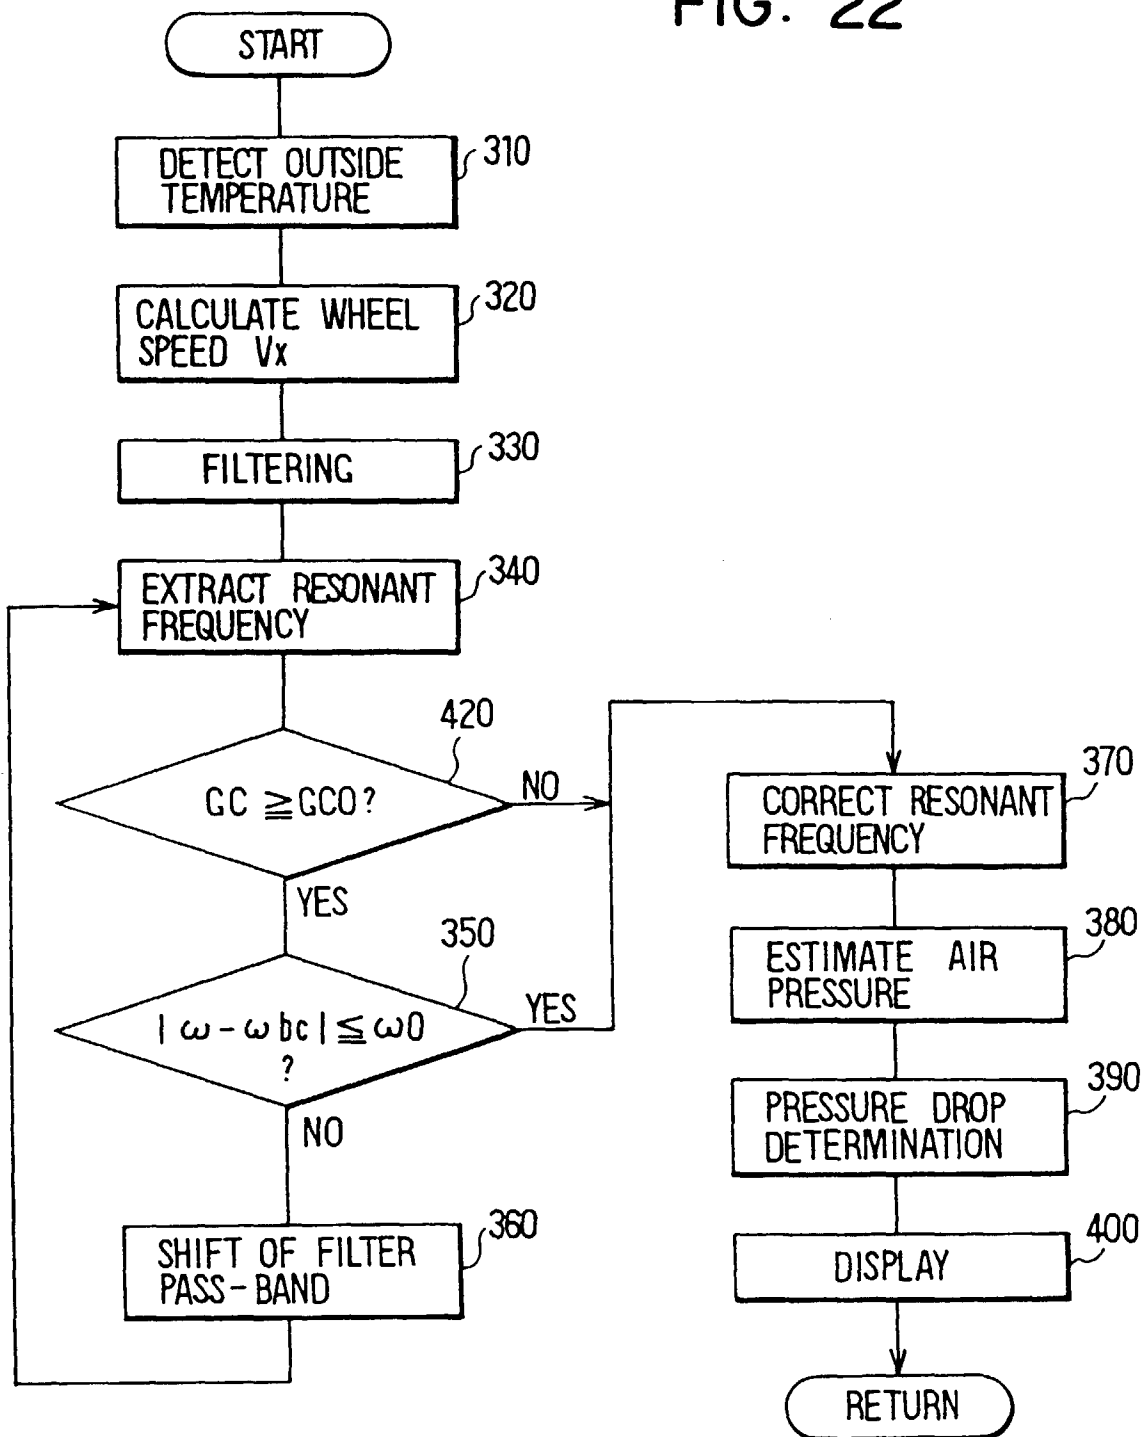 FIG. 22
START
DETECT OUTSIDE
TEMPERATURE
310
CALCULATE WHEEL
SPEED Vx
320
FILTERING
330
EXTRACT RESONANT
FREQUENCY
340
GC ≧ GCO?
420
NO
YES
|ω - ωbc| ≦ ω0
?
350
YES
NO
SHIFT OF FILTER
PASS-BAND
360
CORRECT RESONANT
FREQUENCY
370
ESTIMATE AIR
PRESSURE
380
PRESSURE DROP
DETERMINATION
390
DISPLAY
400
RETURN